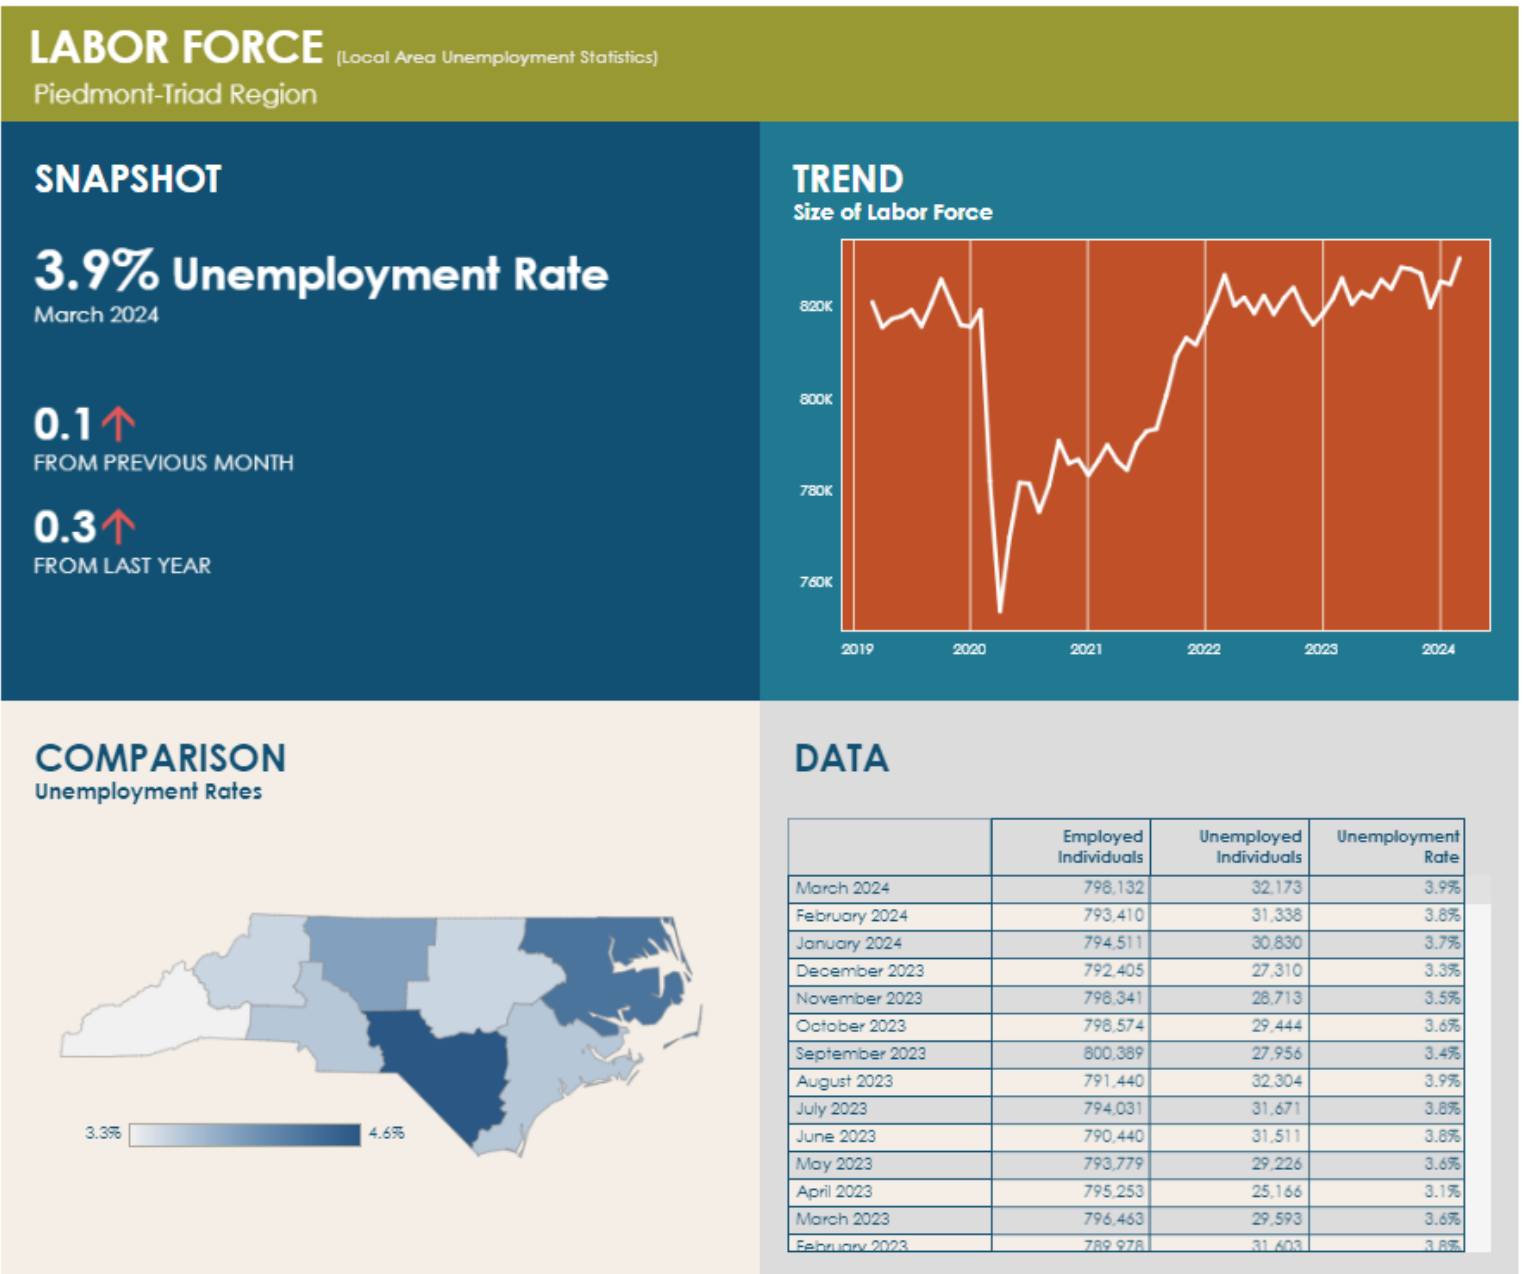 LABOR FORCE (Local Area Unemployment Statistics)
Piedmont-Triad Region
SNAPSHOT
3.9% Unemployment Rate
March 2024
0.1
FROM PREVIOUS MONTH
0.3
FROM LAST YEAR
TREND
Size of Labor Force
820K
800K
780K
760K
2019 2020 2021 2022 2023 2024
COMPARISON
Unemployment Rates
3.3% 4.6%
DATA
Employed Individuals Unemployed Individuals Unemployment Rate
March 2024 798,132 32,173 3.9%
February 2024 793,410 31,338 3.8%
January 2024 794,511 30,830 3.7%
December 2023 792,405 27,310 3.3%
November 2023 798,341 28,713 3.5%
October 2023 798,574 29,444 3.6%
September 2023 800,389 27,956 3.4%
August 2023 791,440 32,304 3.9%
July 2023 794,031 31,671 3.8%
June 2023 790,440 31,511 3.8%
May 2023 793,779 29,226 3.6%
April 2023 795,253 25,166 3.1%
March 2023 796,463 29,593 3.6%
February 2023 789,978 31,603 3.8%